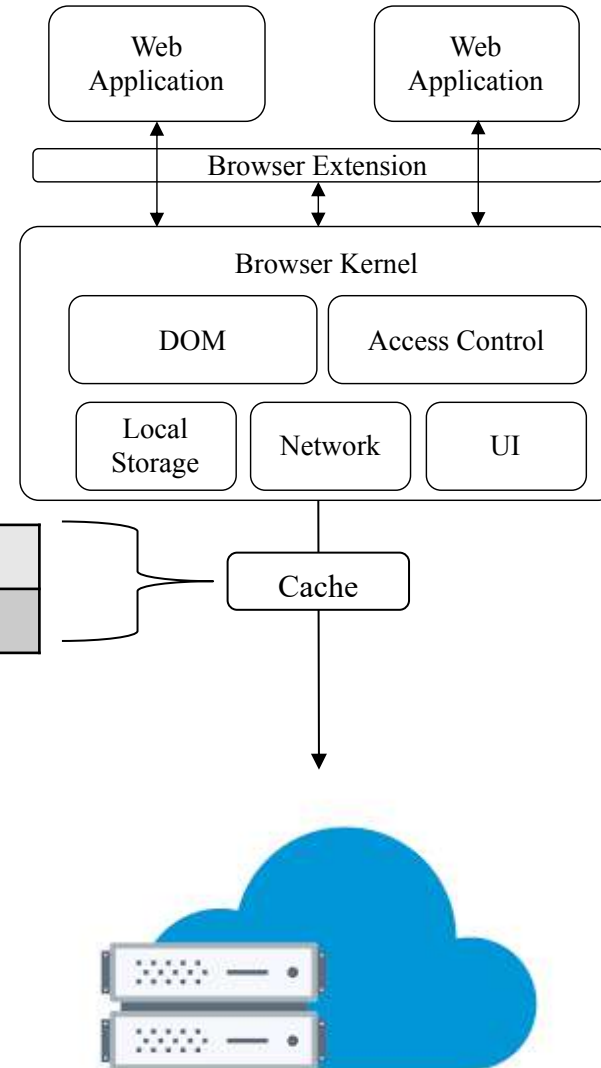 Web
Application
Web
Application
Browser Extension
Browser Kernel
DOM
Access Control
Local
Storage
Network
UI
Cache